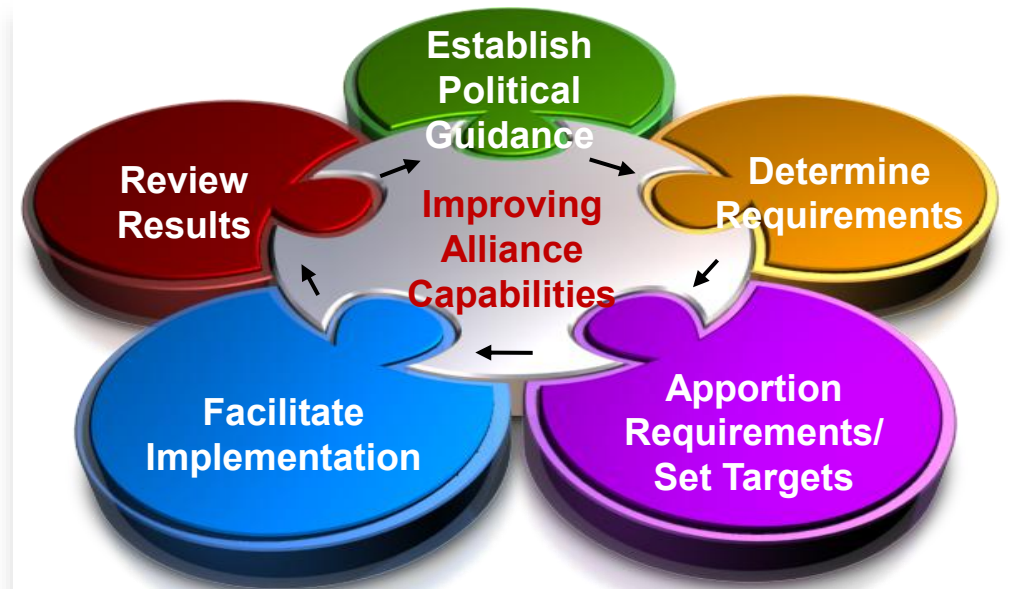 Establish
Political
Guidance
Determine
Requirements
Apportion
Requirements/
Set Targets
Facilitate
Implementation
Review
Results
Improving
Alliance
Capabilities